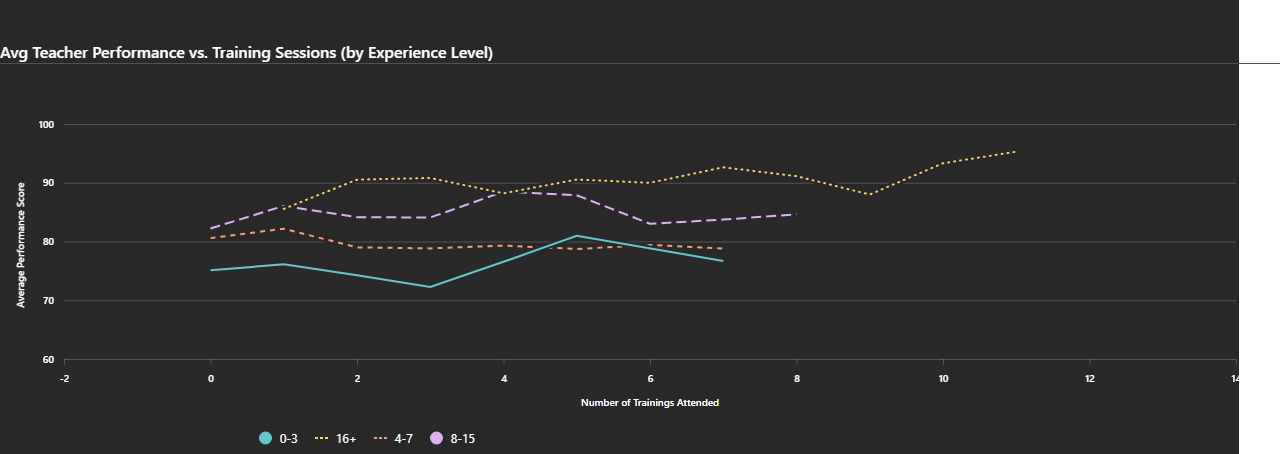 Avg Teacher Performance vs. Training Sessions (by Experience Level)
100
90
80
70
60
Average Performance Score
-2 0 2 4 6 8 10 12 14
Number of Trainings Attended
0-3 16+ 4-7 8-15